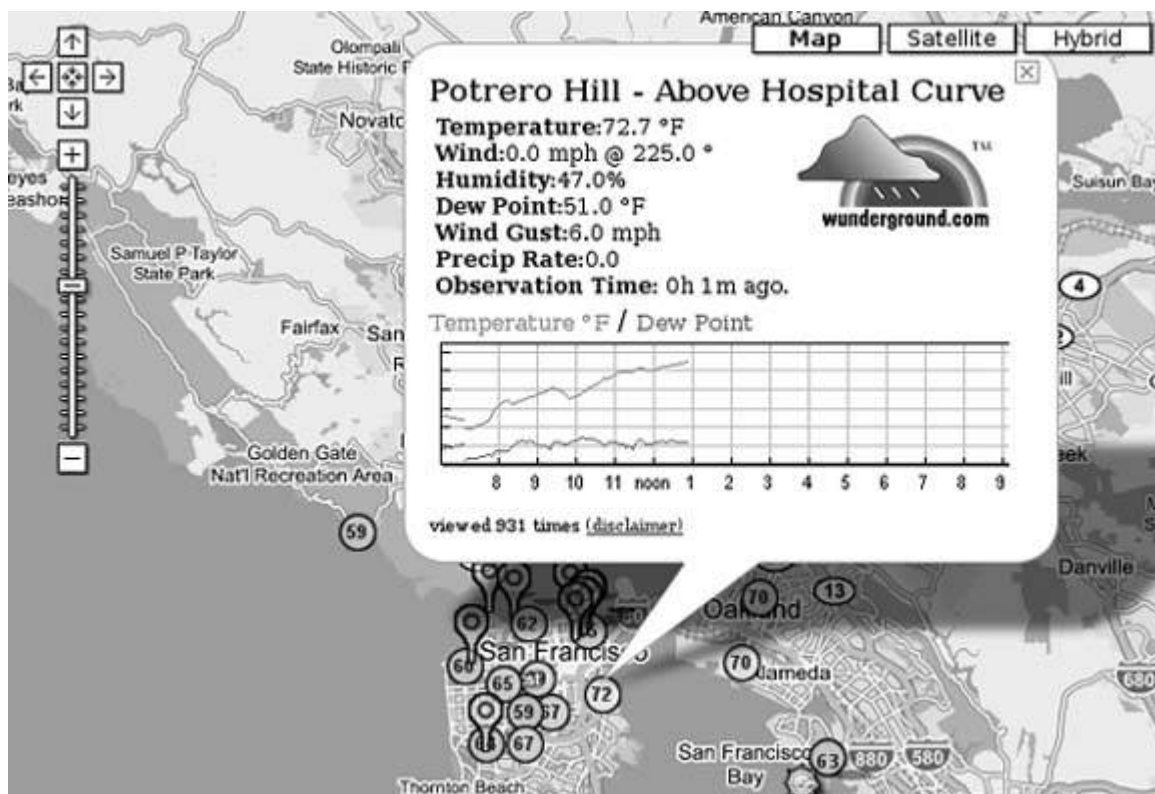 American Canyon
Map
Satellite
Hybrid
Olompali
State Historic
Potrero Hill - Above Hospital Curve
Temperature:72.7 °F
Wind:0.0 mph @ 225.0 °
Humidity:47.0%
Dew Point:51.0 °F
Wind Gust:6.0 mph
Precip Rate:0.0
Observation Time: 0h 1m ago.
TM
wunderground.com
Suisun Bay
Samuel P Taylor
State Park
4
Fairfax
San
Temperature °F / Dew Point
8 9 10 11 noon 1 2 3 4 5 6 7 8 9
Golden Gate
Nat'l Recreation Area
viewed 931 times (disclaimer)
59
Danville
70
13
Oakland
62
San Francisco
60
65
70
Alameda
72
59
67
680
67
San Francisco
Bay
63
880
580
Thornton Beach